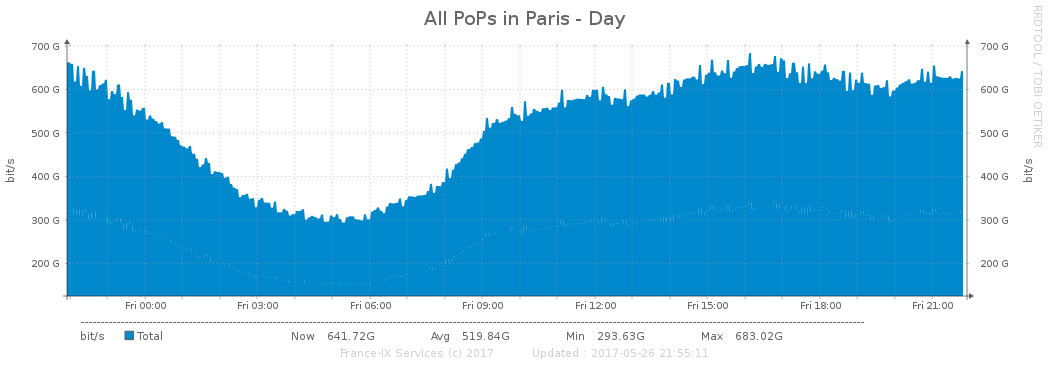 All PoPs in Paris - Day
RRDTOOL / TOBI OETIKER
700 G 700 G
600 G 600 G
500 G 500 G
400 G 400 G
300 G 300 G
200 G 200 G
bit/s bit/s
Fri 00:00 Fri 03:00 Fri 06:00 Fri 09:00 Fri 12:00 Fri 15:00 Fri 18:00 Fri 21:00
bit/s Total Now 641.72G Avg 519.84G Min 293.63G Max 683.02G
France-IX Services (c) 2017 Updated : 2017-05-26 21:55:11